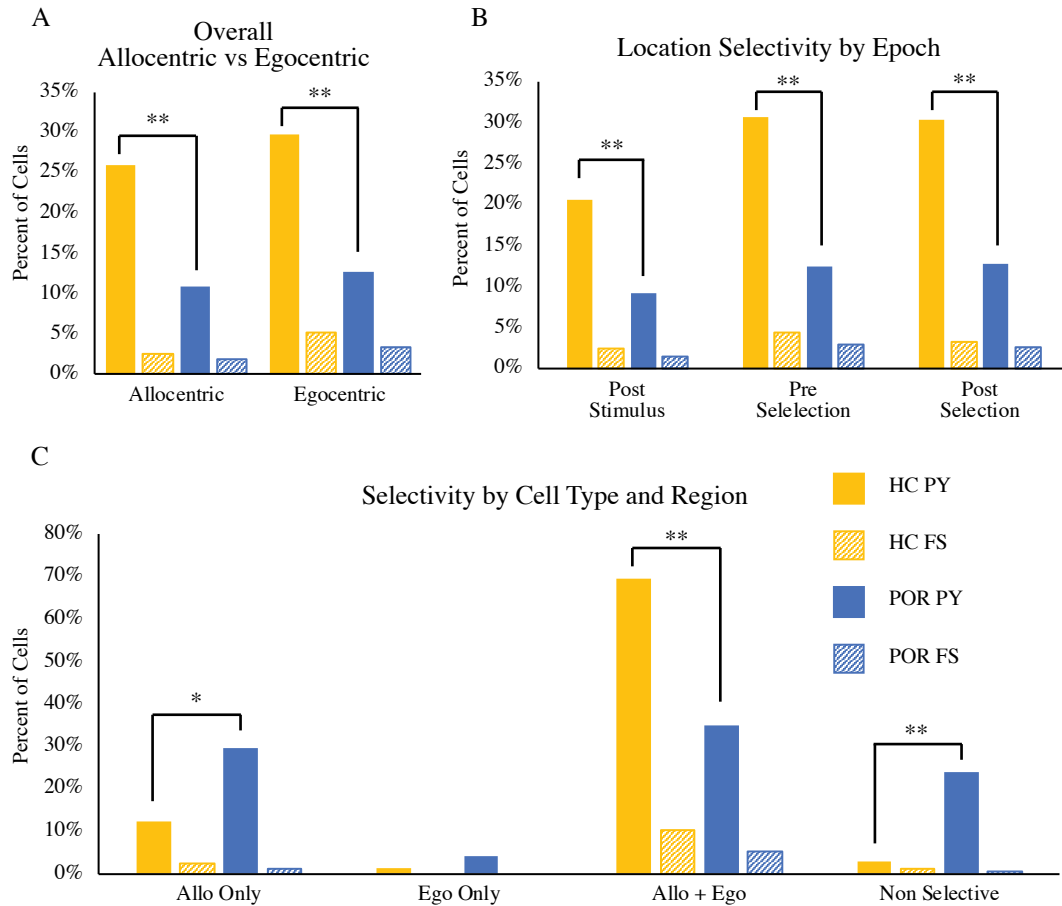 A
Overall
Allocentric vs Egocentric
Percent of Cells
35%
30%
25%
20%
15%
10%
5%
0%
**
**
Allocentric
Egocentric
B
Location Selectivity by Epoch
Percent of Cells
35%
30%
25%
20%
15%
10%
5%
0%
**
**
**
Post
Stimulus
Pre
Selelection
Post
Selection
C
Selectivity by Cell Type and Region
Percent of Cells
80%
70%
60%
50%
40%
30%
20%
10%
0%
*
**
**
Allo Only
Ego Only
Allo + Ego
Non Selective
HC PY
HC FS
POR PY
POR FS